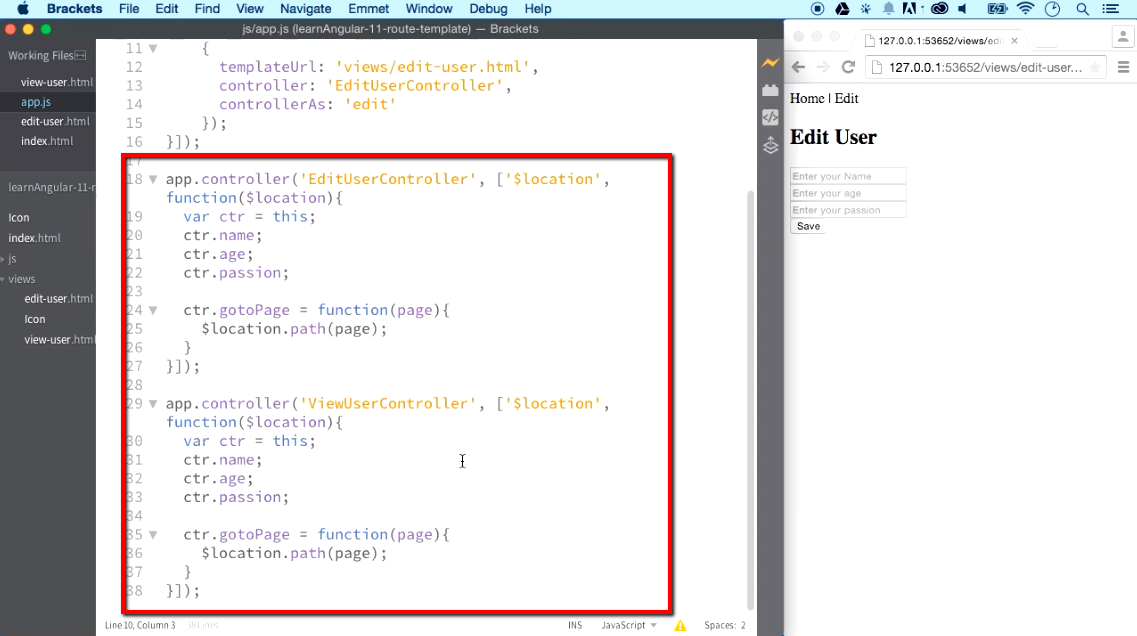 Brackets File Edit Find View Navigate Emmet Window Debug Help
js/app.js (learnAngular-11-route-template) — Brackets
Working Files
view-user.html
app.js
edit-user.html
index.html
learnAngular-11-r
Icon
index.html
js
views
edit-user.html
Icon
view-user.html
11 {
12 templateUrl: 'views/edit-user.html',
13 controller: 'EditUserController',
14 controllerAs: 'edit'
15 });
16 }]);
17
18 app.controller('EditUserController', ['$location',
function($location){
19 var ctr = this;
20 ctr.name;
21 ctr.age;
22 ctr.passion;
23
24 ctr.gotoPage = function(page){
25 $location.path(page);
26 }
27 }]);
28
29 app.controller('ViewUserController', ['$location',
function($location){
30 var ctr = this;
31 ctr.name;
32 ctr.age;
33 ctr.passion;
34
35 ctr.gotoPage = function(page){
36 $location.path(page);
37 }
38 }]);
Line 10, Column 3
INS JavaScript Spaces: 2
127.0.0.1:53652/views/edi
127.0.0.1:53652/views/edit-user...
Home | Edit
Edit User
Enter your Name
Enter your age
Enter your passion
Save